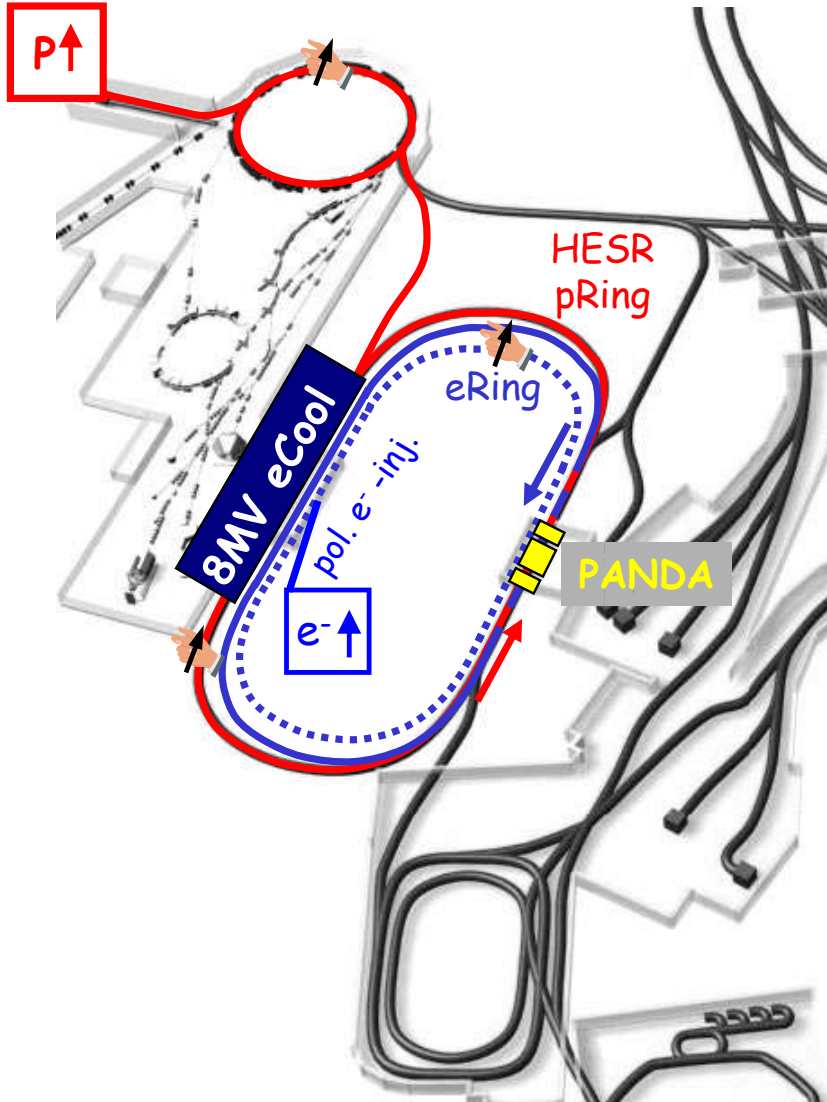 P↑
HESR
pRing
eRing
8MV eCool
pol. e⁻ -inj.
PANDA
e⁻↑